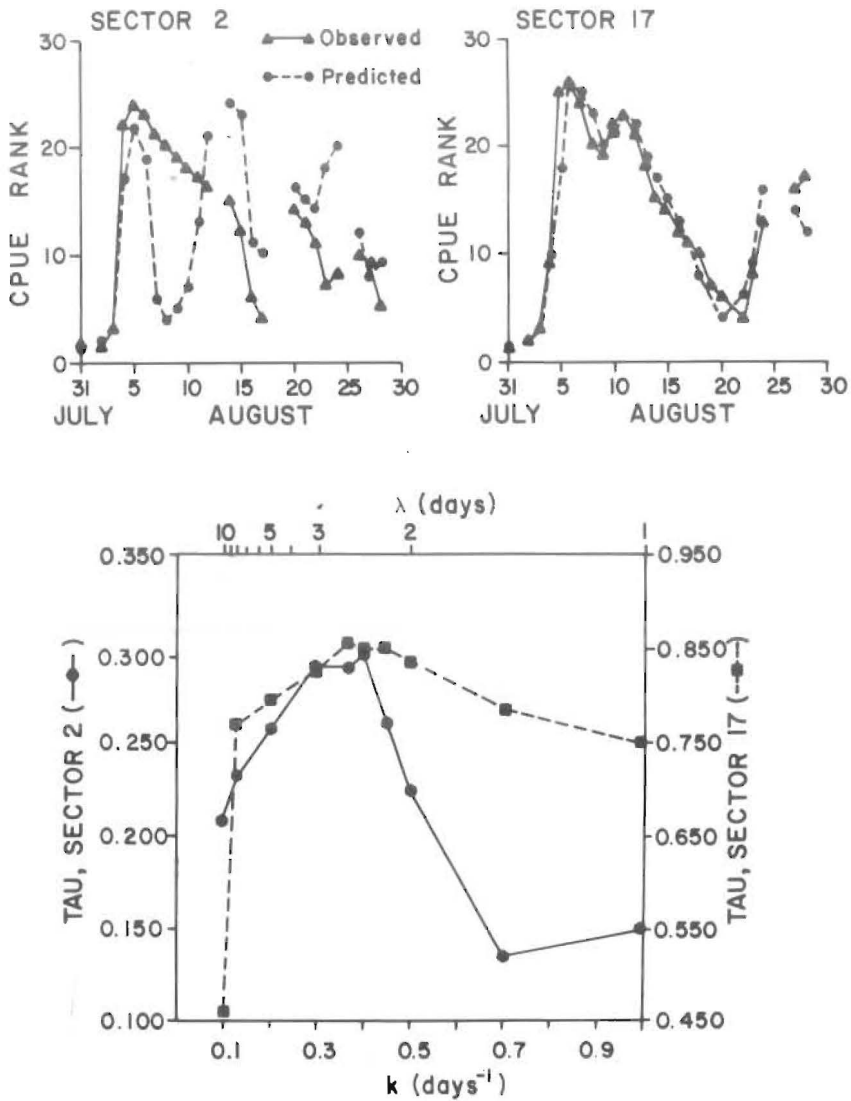 SECTOR 2
Observed
Predicted
SECTOR 17
CPUE RANK
30
20
10
0
31 5 10 15 20 25 30
JULY AUGUST
CPUE RANK
30
20
10
0
31 5 10 15 20 25 30
JULY AUGUST
λ (days)
10 5 3 2 1
TAU, SECTOR 2 (—●—)
0.350
0.300
0.250
0.200
0.150
0.100
TAU, SECTOR 17 (--■--)
0.950
0.850
0.750
0.650
0.550
0.450
0.1 0.3 0.5 0.7 0.9
k (days⁻¹)